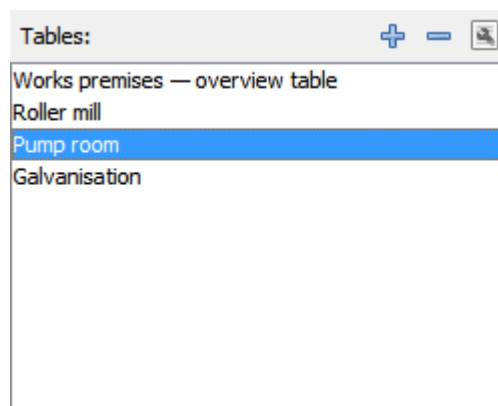 Tables:
Works premises — overview table
Roller mill
Pump room
Galvanisation